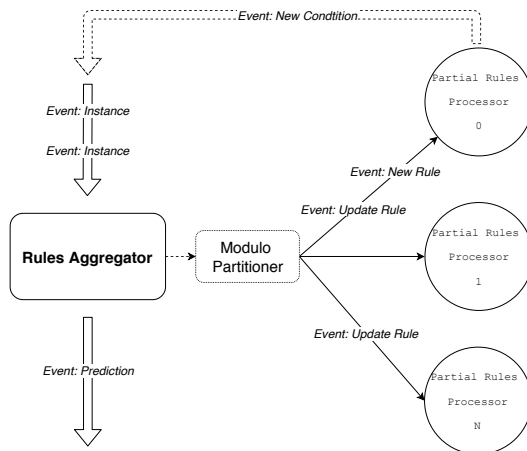 Event: New Condtition
Partial Rules
Processor
0
Event: Instance
Event: Instance
Event: New Rule
Event: Update Rule
Rules Aggregator
Modulo
Partitioner
Partial Rules
Processor
1
Event: Update Rule
Event: Prediction
Partial Rules
Processor
N